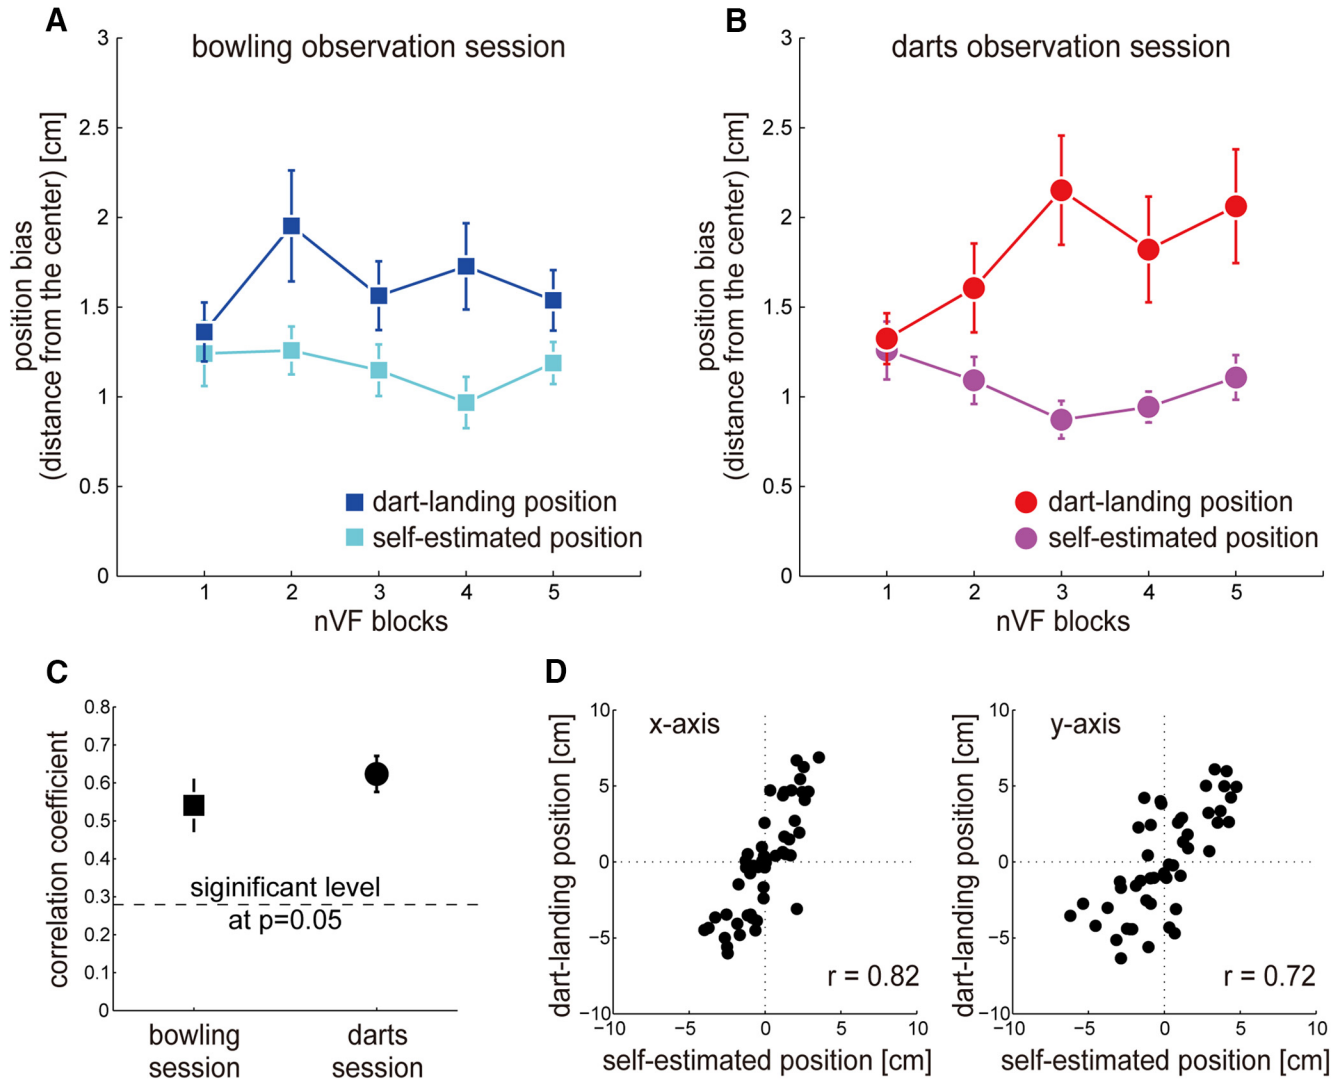 A
bowling observation session
position bias
(distance from the center) [cm]
3
2.5
2
1.5
1
0.5
0
dart-landing position
self-estimated position
1 2 3 4 5
nVF blocks
B
darts observation session
position bias
(distance from the center) [cm]
3
2.5
2
1.5
1
0.5
0
dart-landing position
self-estimated position
1 2 3 4 5
nVF blocks
C
correlation coefficient
0.8
0.7
0.6
0.5
0.4
0.3
0.2
0.1
0
siginificant level
at p=0.05
bowling
session
darts
session
D
dart-landing position [cm]
x-axis
10
5
0
−5
−10
r = 0.82
−10 −5 0 5 10
self-estimated position [cm]
dart-landing position [cm]
y-axis
10
5
0
−5
−10
r = 0.72
−10 −5 0 5 10
self-estimated position [cm]